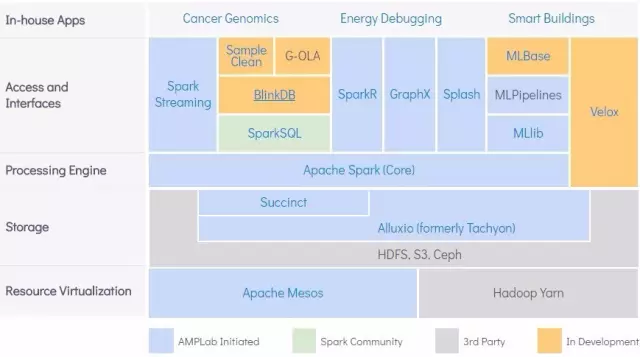 In-house Apps
Cancer Genomics
Energy Debugging
Smart Buildings
Access and
Interfaces
Spark
Streaming
Sample
Clean
G-OLA
BlinkDB
SparkSQL
SparkR
GraphX
Splash
MLBase
MLPipelines
MLlib
Velox
Processing Engine
Apache Spark (Core)
Storage
Succinct
Alluxio (formerly Tachyon)
HDFS, S3, Ceph
Resource Virtualization
Apache Mesos
Hadoop Yarn
AMPLab Initiated
Spark Community
3rd Party
In Development